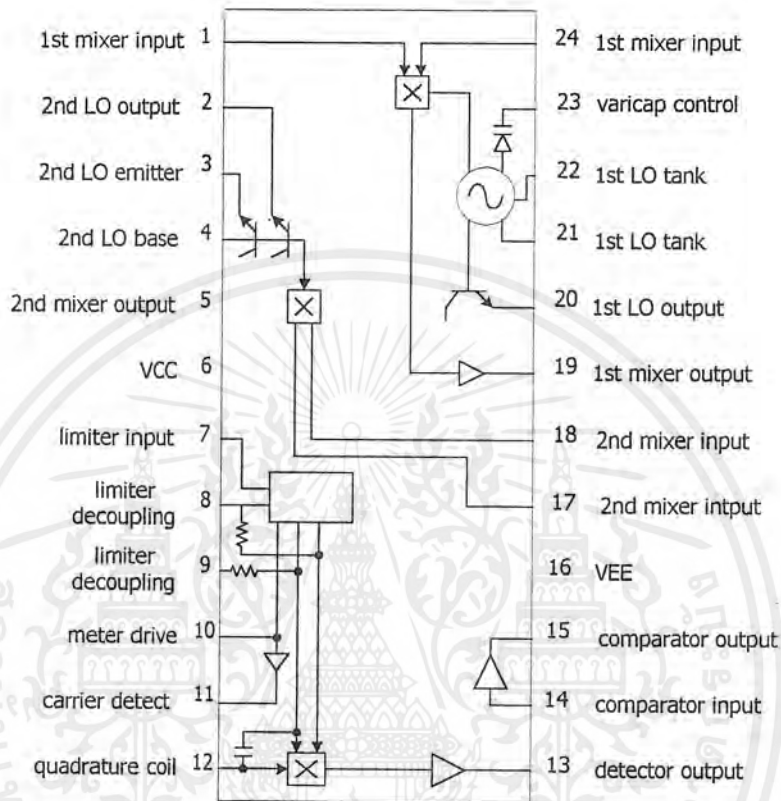 1st mixer input 1
24 1st mixer input
2nd LO output 2
23 varicap control
2nd LO emitter 3
22 1st LO tank
2nd LO base 4
21 1st LO tank
2nd mixer output 5
20 1st LO output
VCC 6
19 1st mixer output
limiter input 7
18 2nd mixer input
limiter
decoupling 8
17 2nd mixer intput
limiter
decoupling 9
16 VEE
meter drive 10
15 comparator output
carrier detect 11
14 comparator input
quadrature coil 12
13 detector output